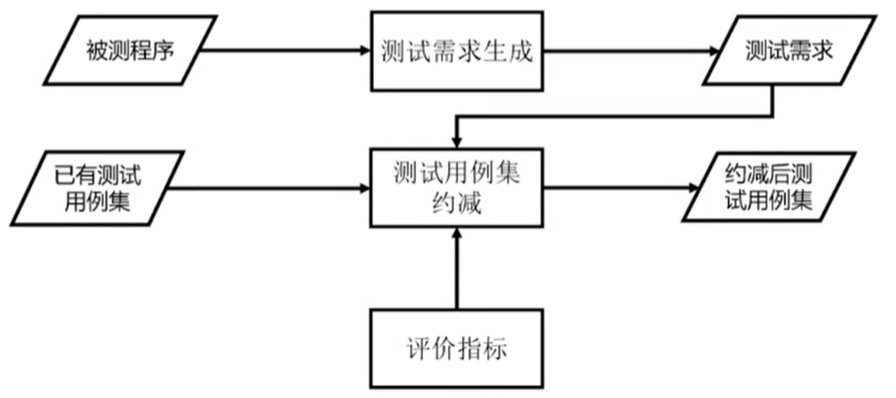 被测程序
测试需求生成
测试需求
已有测试
用例集
测试用例集
约减
约减后测
试用例集
评价指标